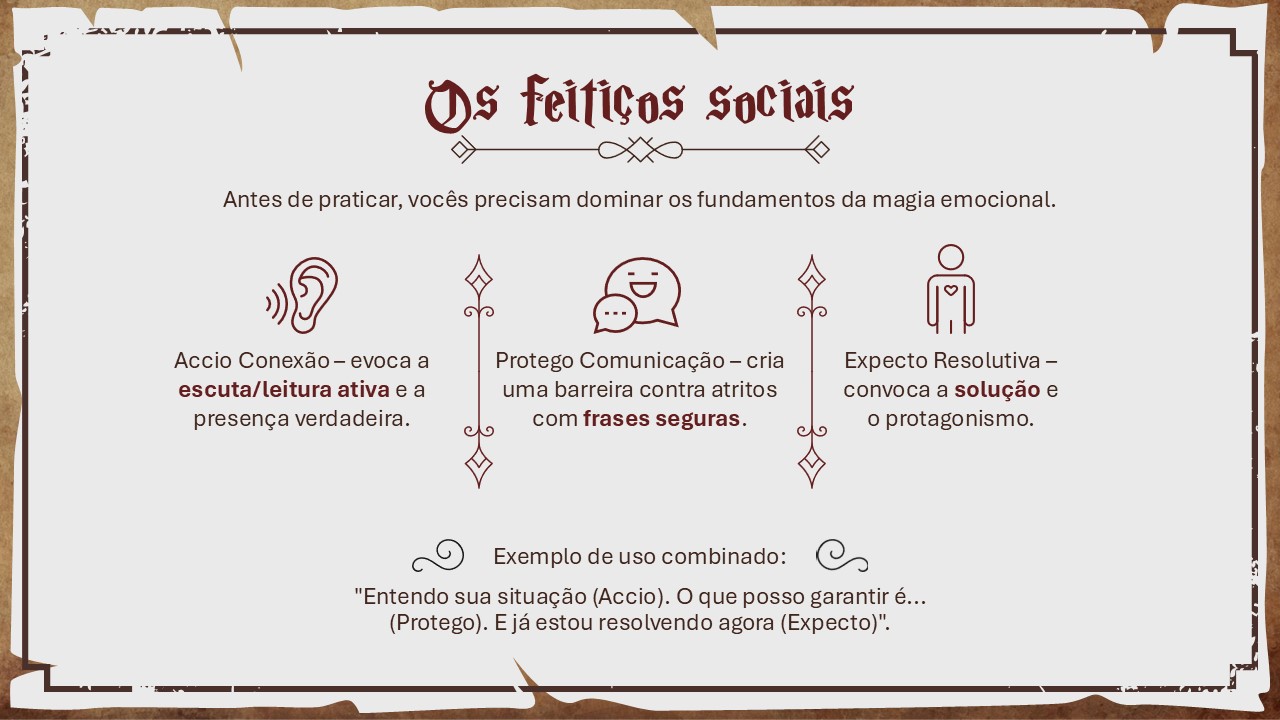 Os feitiços sociais
Antes de praticar, vocês precisam dominar os fundamentos da magia emocional.
Accio Conexão – evoca a
escuta/leitura ativa e a
presença verdadeira.
Protego Comunicação – cria
uma barreira contra atritos
com frases seguras.
Expecto Resolutiva –
convoca a solução e
o protagonismo.
Exemplo de uso combinado:
"Entendo sua situação (Accio). O que posso garantir é...
(Protego). E já estou resolvendo agora (Expecto)".